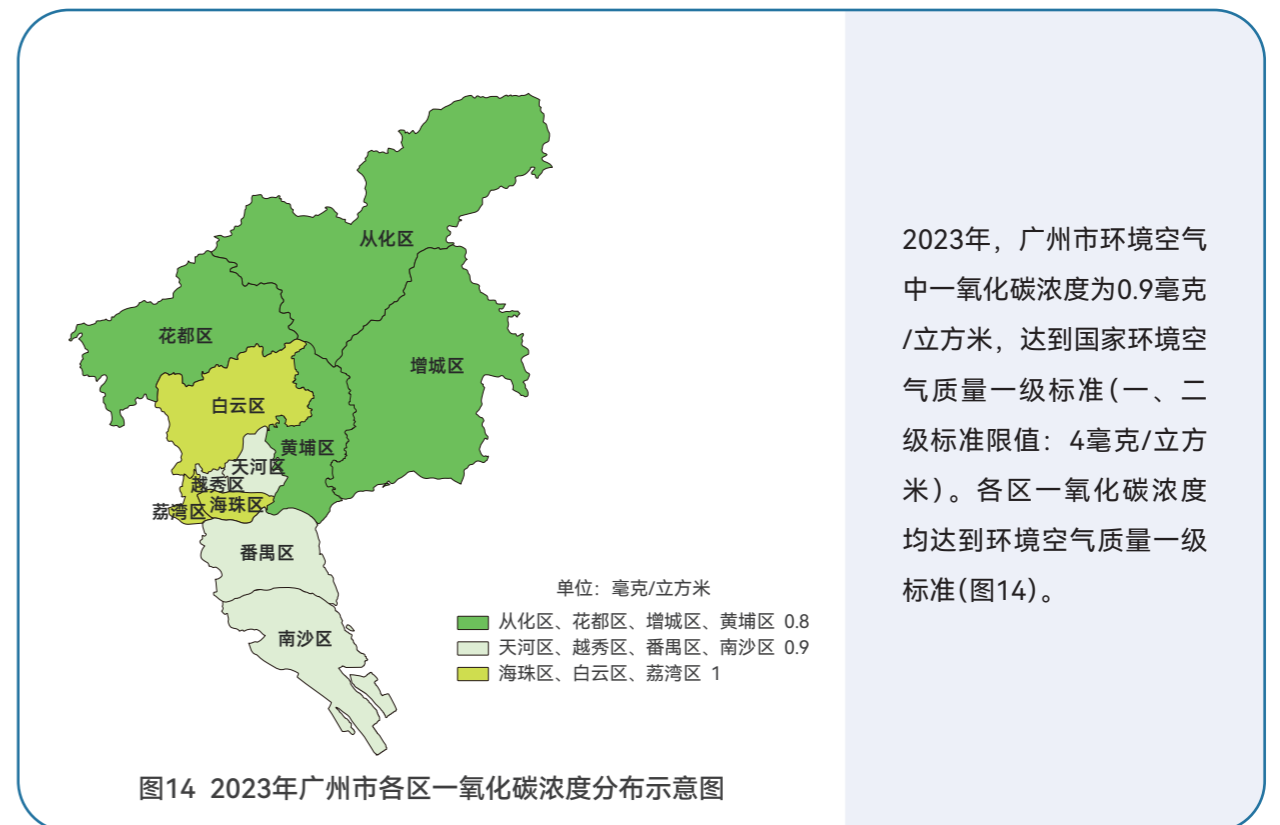 从化区
花都区
增城区
白云区
黄埔区
天河区
越秀区
荔湾区
海珠区
番禺区
南沙区
单位：毫克/立方米
从化区、花都区、增城区、黄埔区 0.8
天河区、越秀区、番禺区、南沙区 0.9
海珠区、白云区、荔湾区 1
图14 2023年广州市各区一氧化碳浓度分布示意图
2023年，广州市环境空气
中一氧化碳浓度为0.9毫克
/立方米，达到国家环境空
气质量一级标准(一、二
级标准限值：4毫克/立方
米)。各区一氧化碳浓度
均达到环境空气质量一级
标准(图14)。